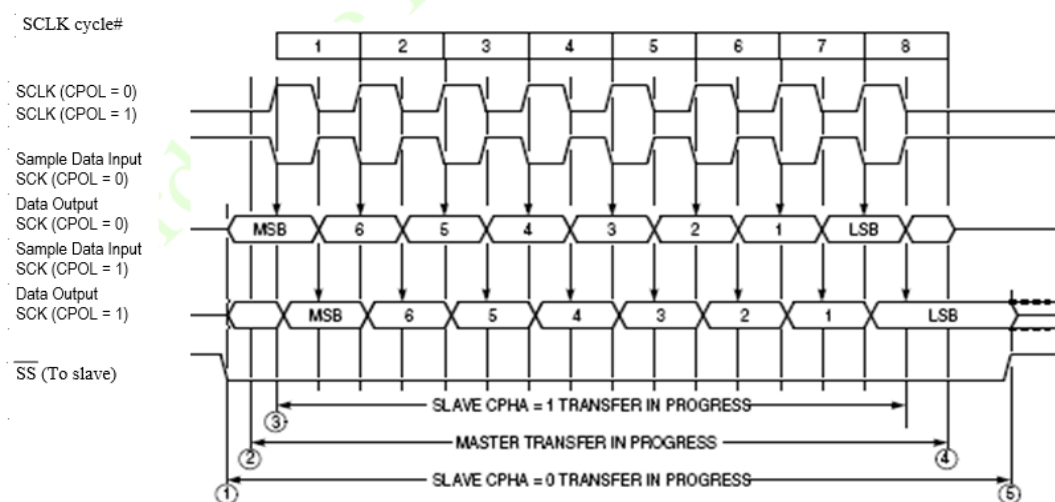 SCLK cycle#
1 2 3 4 5 6 7 8
SCLK (CPOL = 0)
SCLK (CPOL = 1)
Sample Data Input
SCK (CPOL = 0)
Data Output
SCK (CPOL = 0)
MSB 6 5 4 3 2 1 LSB
Sample Data Input
SCK (CPOL = 1)
Data Output
SCK (CPOL = 1)
MSB 6 5 4 3 2 1 LSB
SS (To slave)
SLAVE CPHA = 1 TRANSFER IN PROGRESS
3
MASTER TRANSFER IN PROGRESS
2 4
SLAVE CPHA = 0 TRANSFER IN PROGRESS
1 5